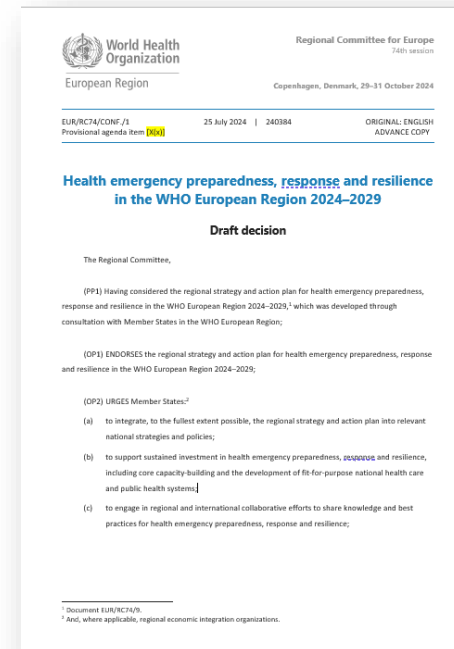 World Health
Organization
European Region
Regional Committee for Europe
74th session
Copenhagen, Denmark, 29–31 October 2024
EUR/RC74/CONF./1 25 July 2024 | 240384 ORIGINAL: ENGLISH
Provisional agenda item [X(x)] ADVANCE COPY
Health emergency preparedness, response and resilience
in the WHO European Region 2024–2029
Draft decision
The Regional Committee,
(PP1) Having considered the regional strategy and action plan for health emergency preparedness,
response and resilience in the WHO European Region 2024–2029,¹ which was developed through
consultation with Member States in the WHO European Region;
(OP1) ENDORSES the regional strategy and action plan for health emergency preparedness, response
and resilience in the WHO European Region 2024–2029;
(OP2) URGES Member States:²
(a) to integrate, to the fullest extent possible, the regional strategy and action plan into relevant
national strategies and policies;
(b) to support sustained investment in health emergency preparedness, response and resilience,
including core capacity-building and the development of fit-for-purpose national health care
and public health systems;
(c) to engage in regional and international collaborative efforts to share knowledge and best
practices for health emergency preparedness, response and resilience;
¹ Document EUR/RC74/9.
² And, where applicable, regional economic integration organizations.